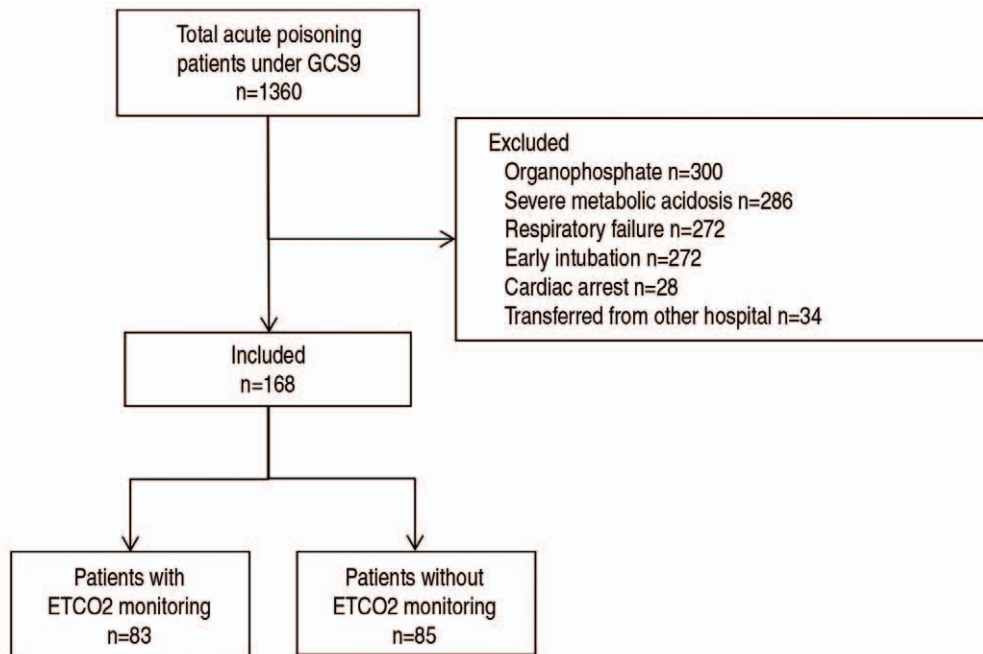 Total acute poisoning
patients under GCS9
n=1360
Excluded
Organophosphate n=300
Severe metabolic acidosis n=286
Respiratory failure n=272
Early intubation n=272
Cardiac arrest n=28
Transferred from other hospital n=34
Included
n=168
Patients with
ETCO2 monitoring
n=83
Patients without
ETCO2 monitoring
n=85